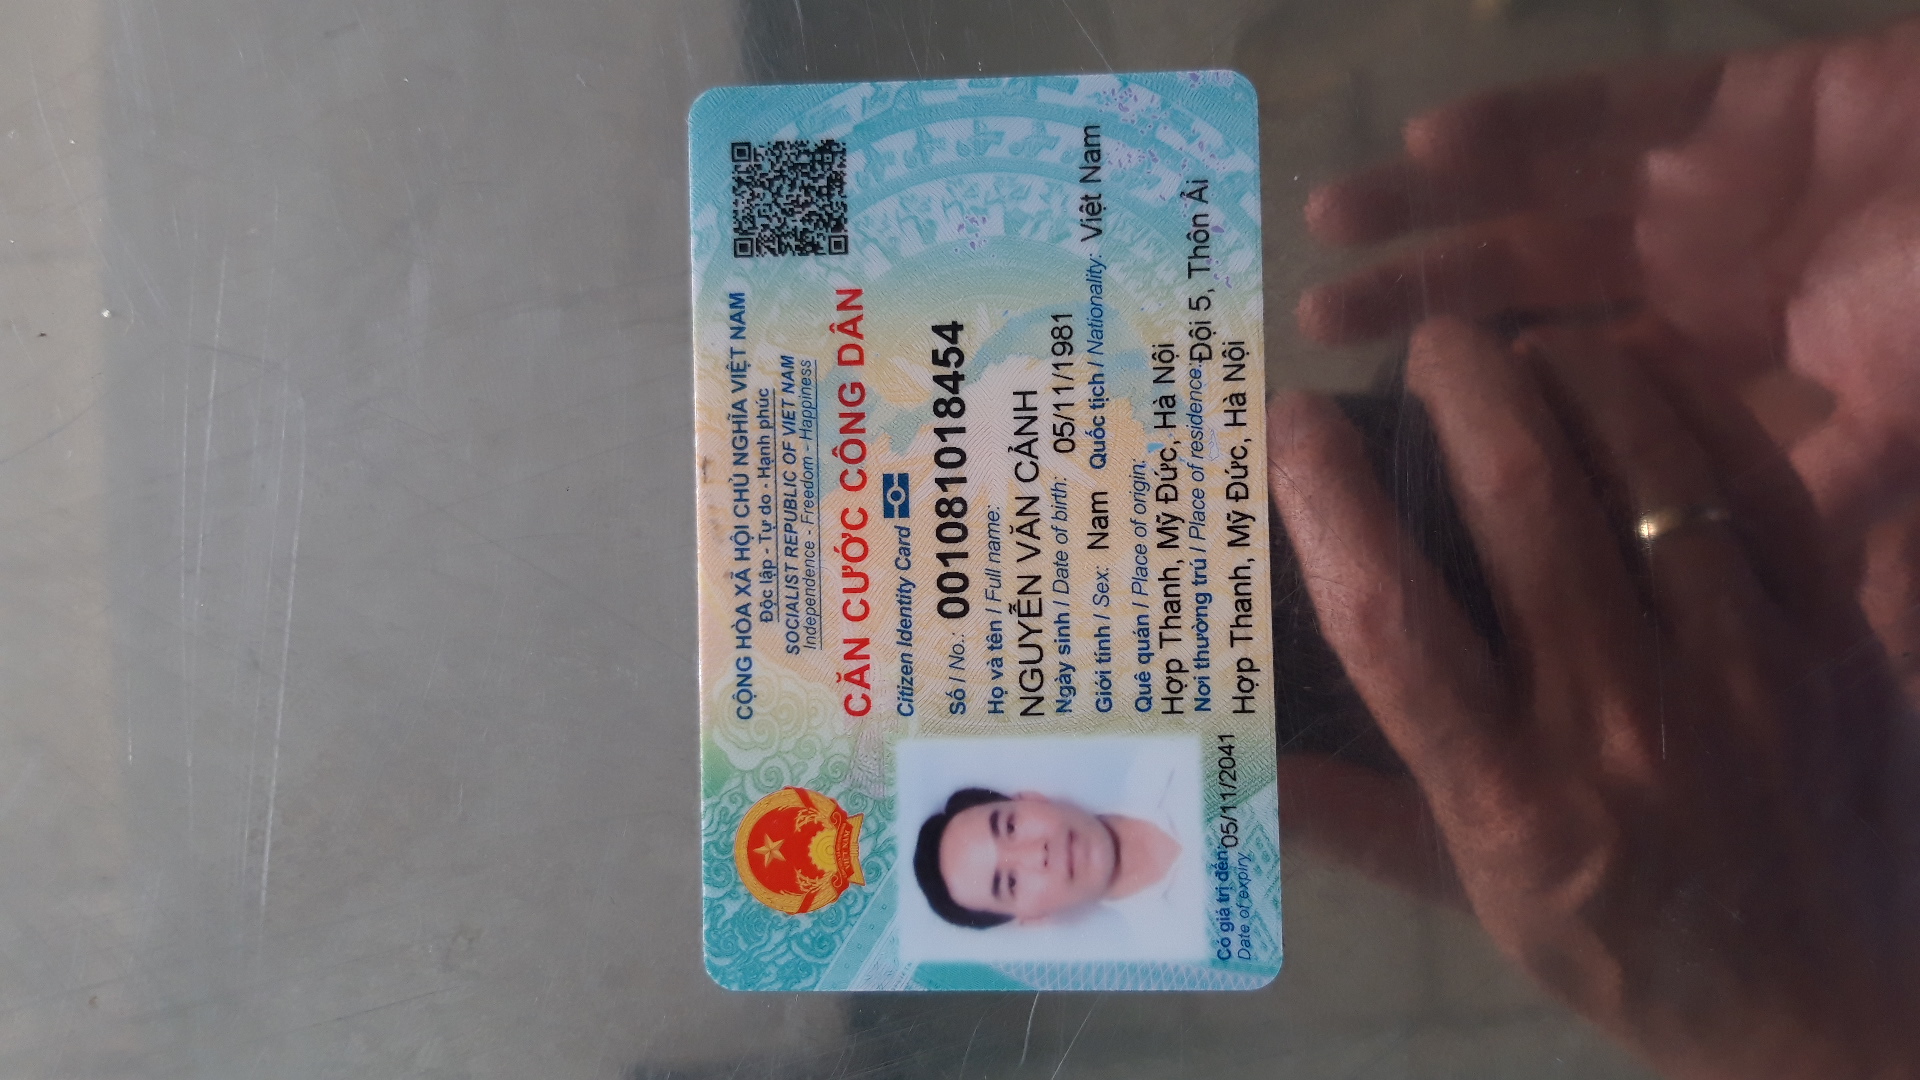 CỘNG HÒA XÃ HỘI CHỦ NGHĨA VIỆT NAM
Độc lập - Tự do - Hạnh phúc
SOCIALIST REPUBLIC OF VIET NAM
Independence - Freedom - Happiness
CĂN CƯỚC CÔNG DÂN
Citizen Identity Card
VIỆT NAM
Số / No.: 001081018454
Họ và tên / Full name:
NGUYỄN VĂN CẢNH
Ngày sinh / Date of birth: 05/11/1981
Giới tính / Sex: Nam Quốc tịch / Nationality: Việt Nam
Quê quán / Place of origin:
Hợp Thanh, Mỹ Đức, Hà Nội
Nơi thường trú / Place of residence: Đội 5, Thôn Ải
Hợp Thanh, Mỹ Đức, Hà Nội
Có giá trị đến: 05/11/2041
Date of expiry